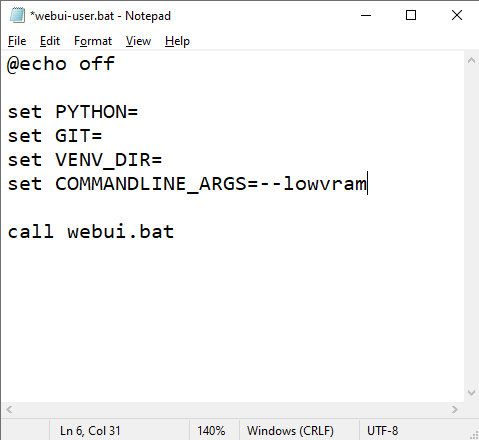 *webui-user.bat - Notepad
File Edit Format View Help
@echo off
set PYTHON=
set GIT=
set VENV_DIR=
set COMMANDLINE_ARGS=--lowvram
call webui.bat
Ln 6, Col 31 140% Windows (CRLF) UTF-8